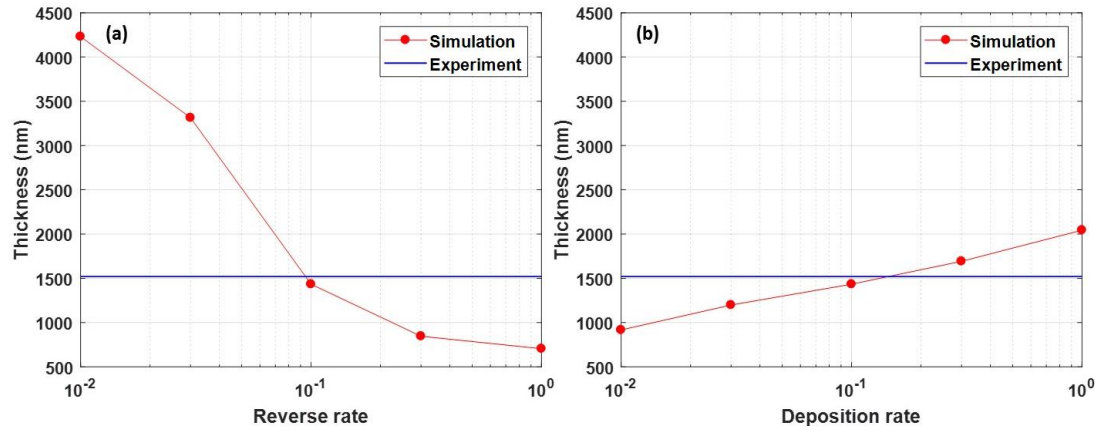 (a)
Simulation
Experiment
4500
4000
3500
3000
2500
2000
1500
1000
500
Thickness (nm)
10^-2
10^-1
10^0
Reverse rate
(b)
Simulation
Experiment
4500
4000
3500
3000
2500
2000
1500
1000
500
Thickness (nm)
10^-2
10^-1
10^0
Deposition rate